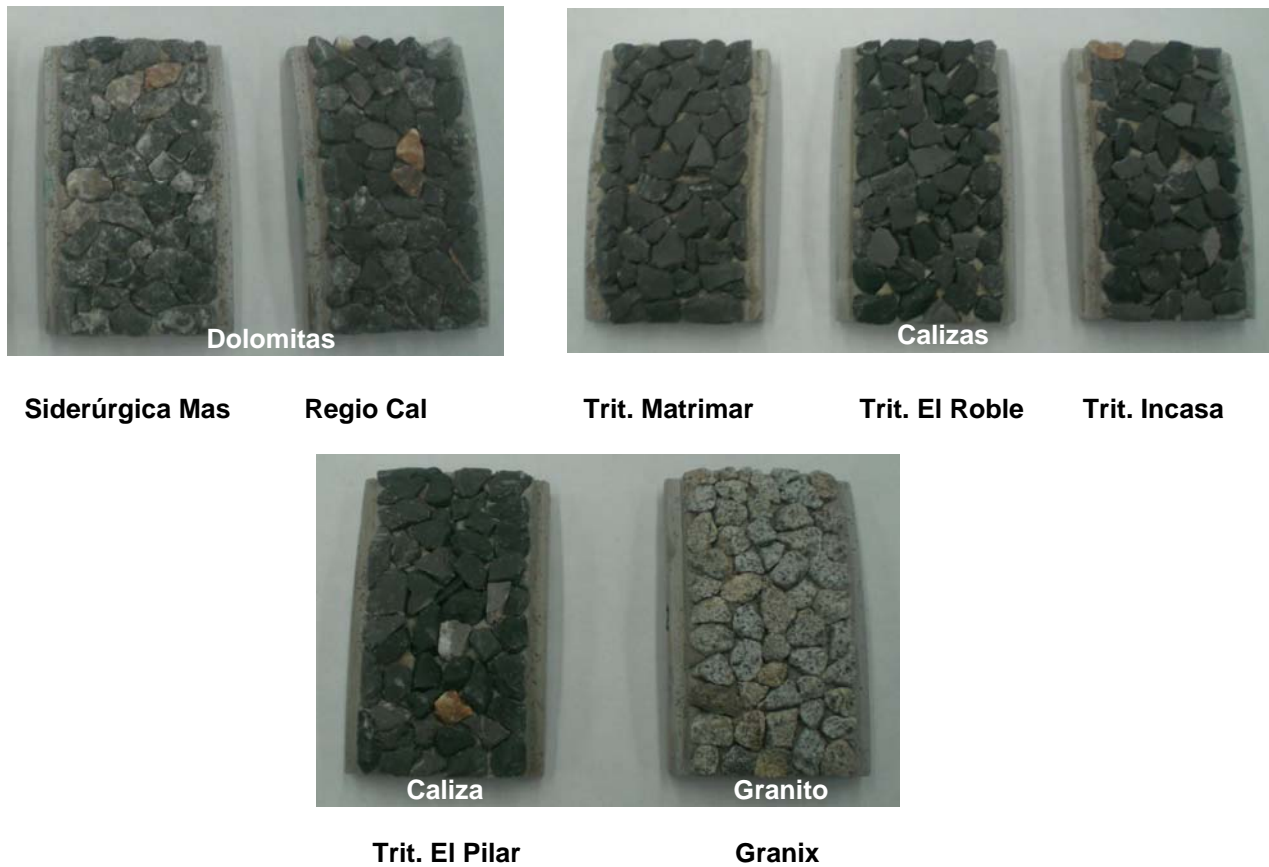 Dolomitas
Calizas
Siderúrgica Mas Regio Cal Trit. Matrimar Trit. El Roble Trit. Incasa
Caliza Granito
Trit. El Pilar Granix